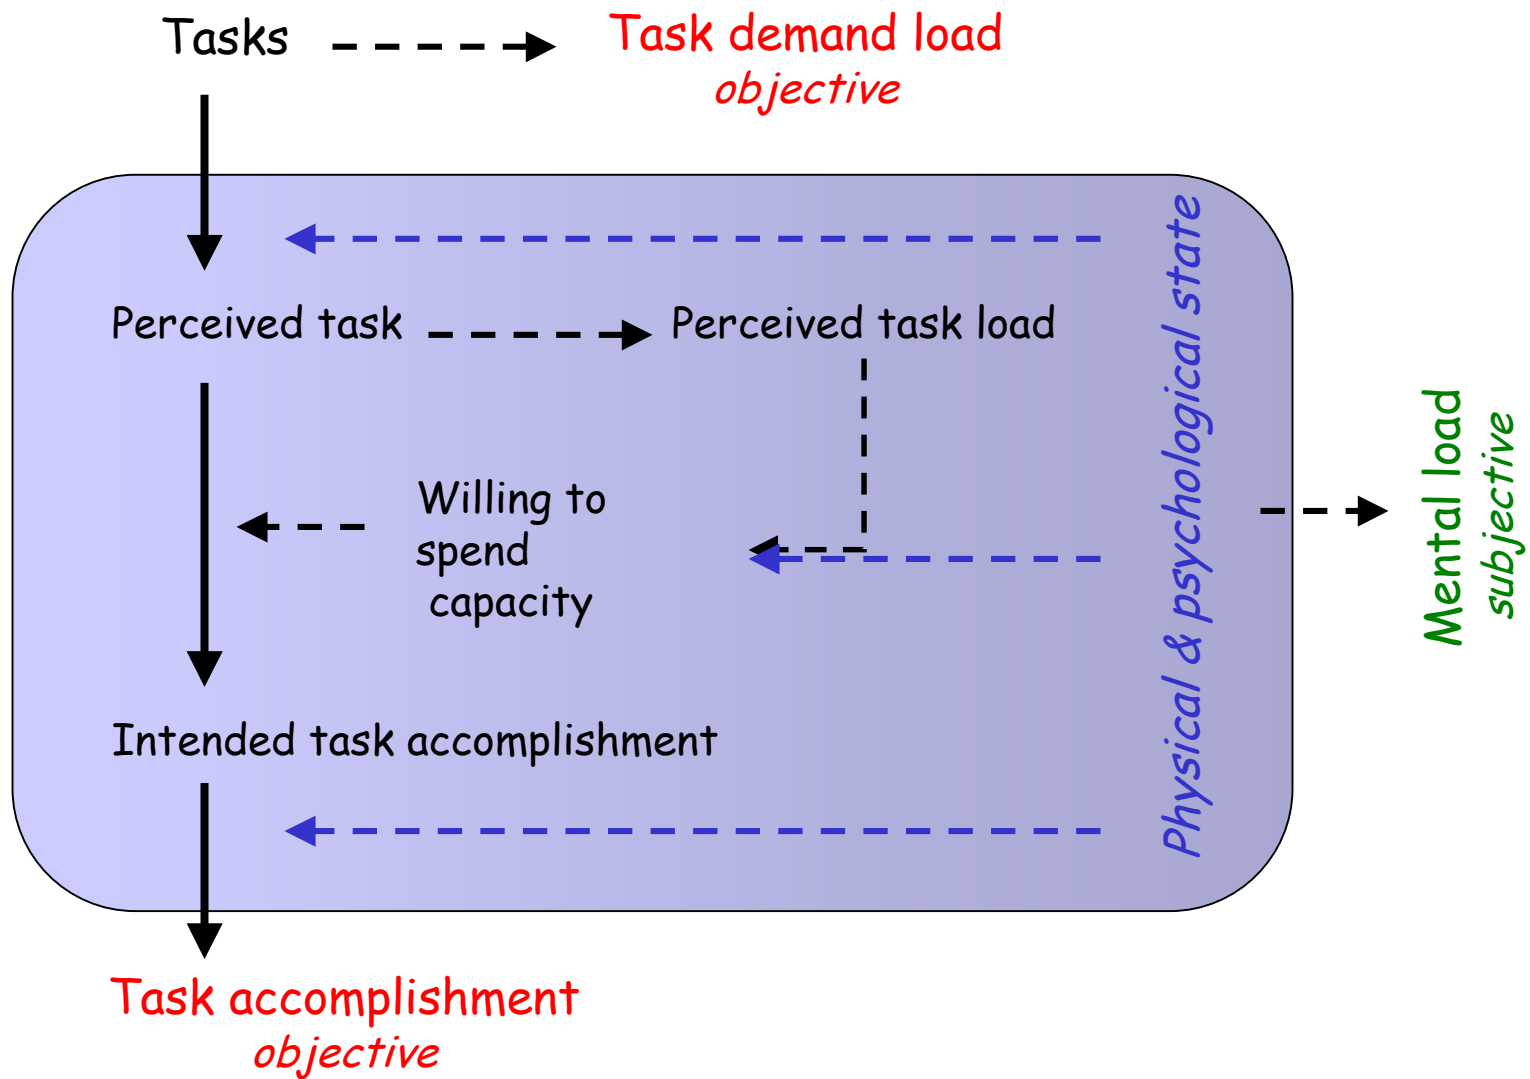 Tasks
Task demand load
objective
Perceived task
Perceived task load
Willing to
spend
capacity
Intended task accomplishment
Physical & psychological state
Mental load
subjective
Task accomplishment
objective